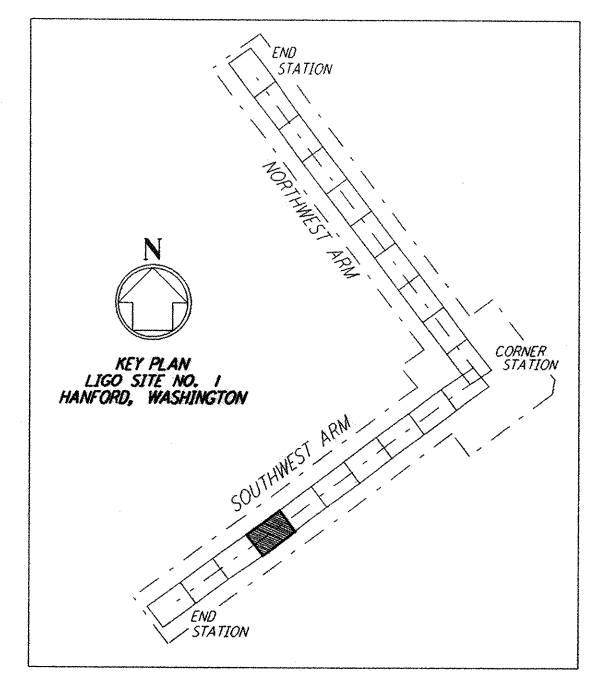 END
STATION
NORTHWEST ARM
N
KEY PLAN
LIGO SITE NO. 1
HANFORD, WASHINGTON
CORNER
STATION
SOUTHWEST ARM
END
STATION